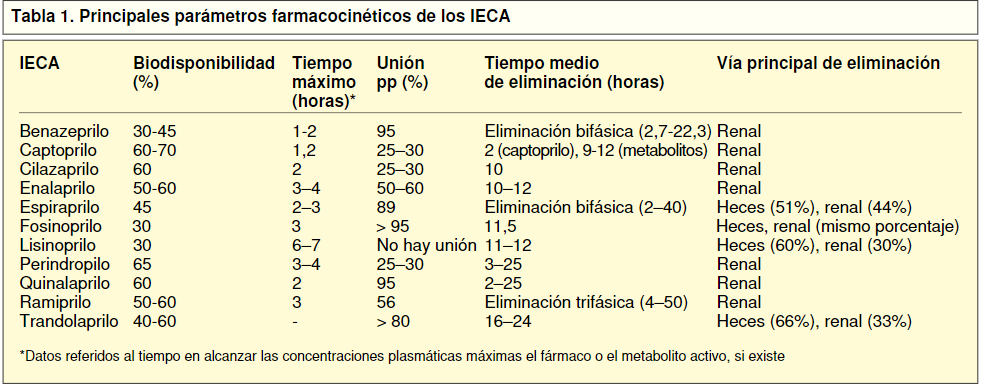 Tabla 1. Principales parámetros farmacocinéticos de los IECA
IECA Biodisponibilidad (%) Tiempo máximo (horas)* Unión pp (%) Tiempo medio de eliminación (horas) Vía principal de eliminación
Benazeprilo 30-45 1-2 95 Eliminación bifásica (2,7-22,3) Renal
Captoprilo 60-70 1,2 25–30 2 (captoprilo), 9-12 (metabolitos) Renal
Cilazaprilo 60 2 25–30 10 Renal
Enalaprilo 50-60 3–4 50–60 10–12 Renal
Espiraprilo 45 2–3 89 Eliminación bifásica (2–40) Heces (51%), renal (44%)
Fosinoprilo 30 3 > 95 11,5 Heces, renal (mismo porcentaje)
Lisinoprilo 30 6–7 No hay unión 11–12 Heces (60%), renal (30%)
Perindropilo 65 3–4 25–30 3–25 Renal
Quinalaprilo 60 2 95 2–25 Renal
Ramiprilo 50-60 3 56 Eliminación trifásica (4–50) Renal
Trandolaprilo 40-60 - > 80 16–24 Heces (66%), renal (33%)
*Datos referidos al tiempo en alcanzar las concentraciones plasmáticas máximas el fármaco o el metabolito activo, si existe